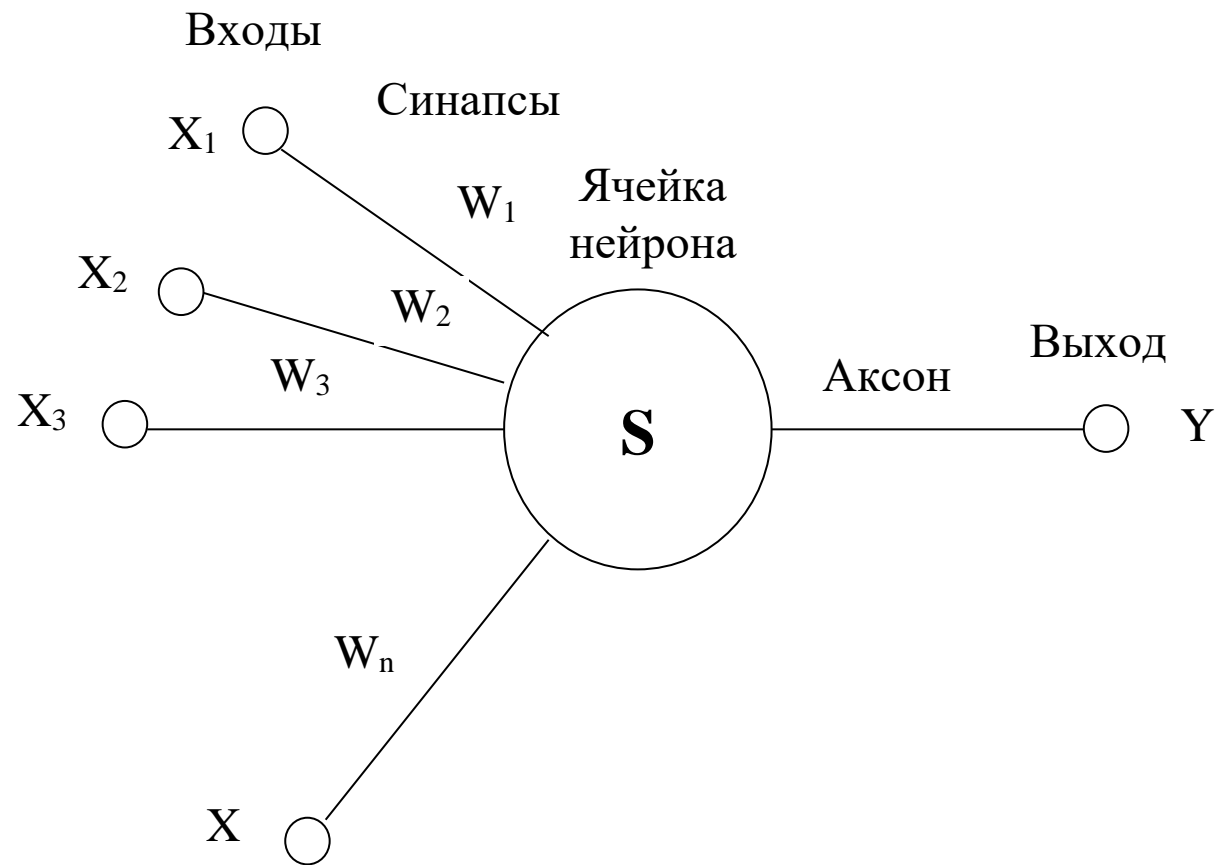 Входы
Синапсы
X₁
W₁
Ячейка
нейрона
X₂
W₂
Выход
W₃
Аксон
X₃
S
Y
Wₙ
X